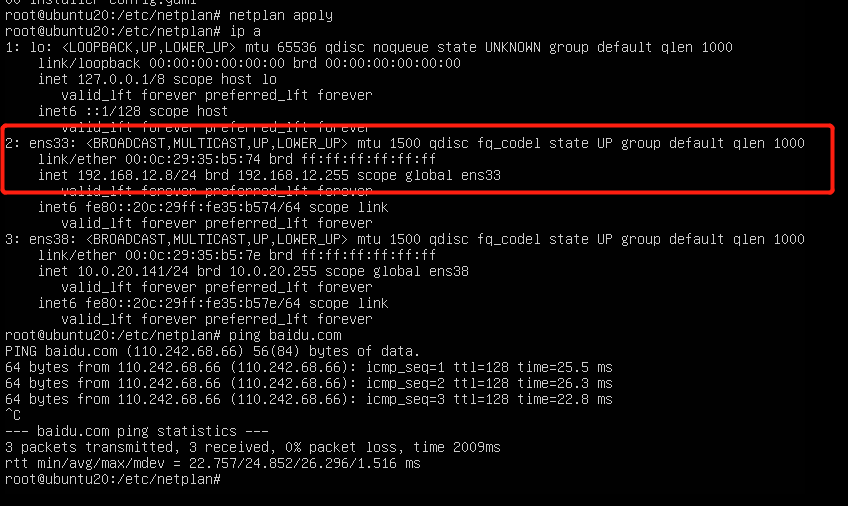 00-installer-config.yaml
root@ubuntu20:/etc/netplan# netplan apply
root@ubuntu20:/etc/netplan# ip a
1: lo: <LOOPBACK,UP,LOWER_UP> mtu 65536 qdisc noqueue state UNKNOWN group default qlen 1000
link/loopback 00:00:00:00:00:00 brd 00:00:00:00:00:00
inet 127.0.0.1/8 scope host lo
valid_lft forever preferred_lft forever
inet6 ::1/128 scope host
valid_lft forever preferred_lft forever
2: ens33: <BROADCAST,MULTICAST,UP,LOWER_UP> mtu 1500 qdisc fq_codel state UP group default qlen 1000
link/ether 00:0c:29:35:b5:74 brd ff:ff:ff:ff:ff:ff
inet 192.168.12.8/24 brd 192.168.12.255 scope global ens33
valid_lft forever preferred_lft forever
inet6 fe80::20c:29ff:fe35:b574/64 scope link
valid_lft forever preferred_lft forever
3: ens38: <BROADCAST,MULTICAST,UP,LOWER_UP> mtu 1500 qdisc fq_codel state UP group default qlen 1000
link/ether 00:0c:29:35:b5:7e brd ff:ff:ff:ff:ff:ff
inet 10.0.20.141/24 brd 10.0.20.255 scope global ens38
valid_lft forever preferred_lft forever
inet6 fe80::20c:29ff:fe35:b57e/64 scope link
valid_lft forever preferred_lft forever
root@ubuntu20:/etc/netplan# ping baidu.com
PING baidu.com (110.242.68.66) 56(84) bytes of data.
64 bytes from 110.242.68.66 (110.242.68.66): icmp_seq=1 ttl=128 time=25.5 ms
64 bytes from 110.242.68.66 (110.242.68.66): icmp_seq=2 ttl=128 time=26.3 ms
64 bytes from 110.242.68.66 (110.242.68.66): icmp_seq=3 ttl=128 time=22.8 ms
^C
--- baidu.com ping statistics ---
3 packets transmitted, 3 received, 0% packet loss, time 2009ms
rtt min/avg/max/mdev = 22.757/24.852/26.296/1.516 ms
root@ubuntu20:/etc/netplan#